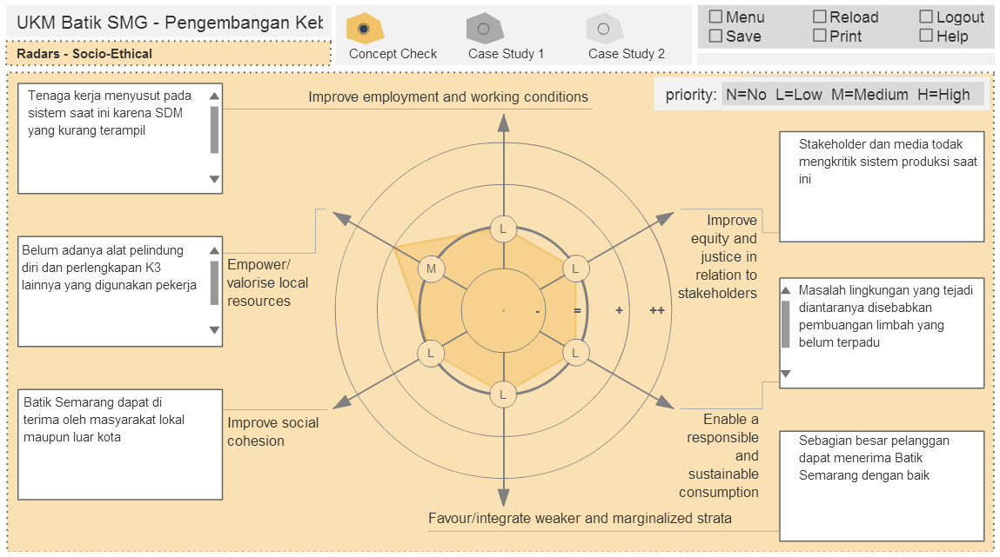 UKM Batik SMG - Pengembangan Keb
Radars - Socio-Ethical
Concept Check
Case Study 1
Case Study 2
Menu
Reload
Logout
Save
Print
Help
priority: N=No L=Low M=Medium H=High
Tenaga kerja menyusut pada
sistem saat ini karena SDM
yang kurang terampil
Improve employment and working conditions
Stakeholder dan media todak
mengkritik sistem produksi saat
ini
Improve
equity and
justice in
relation to
stakeholders
Belum adanya alat pelindung
diri dan perlengkapan K3
lainnya yang digunakan pekerja
Empower/
valorise local
resources
L
M
L
- = + ++
L
L
L
Masalah lingkungan yang tejadi
diantaranya disebabkan
pembuangan limbah yang
belum terpadu
Batik Semarang dapat di
terima oleh masyarakat lokal
maupun luar kota
Improve social
cohesion
Enable a
responsible
and
sustainable
consumption
Sebagian besar pelanggan
dapat menerima Batik
Semarang dengan baik
Favour/integrate weaker and marginalized strata